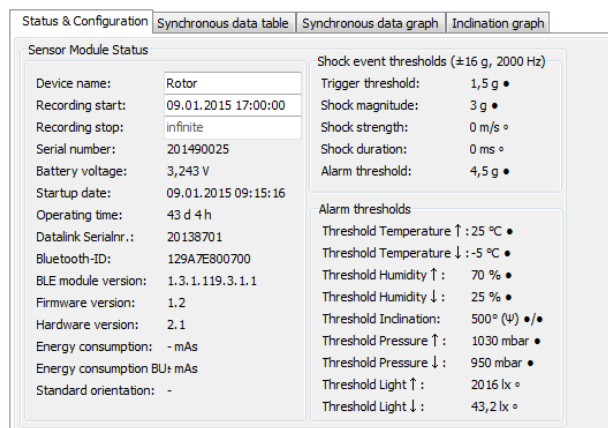 Status & Configuration Synchronous data table Synchronous data graph Inclination graph
Sensor Module Status
Device name: Rotor
Recording start: 09.01.2015 17:00:00
Recording stop: infinite
Serial number: 201490025
Battery voltage: 3,243 V
Startup date: 09.01.2015 09:15:16
Operating time: 43 d 4 h
Datalink Serialnr.: 20138701
Bluetooth-ID: 129A7E800700
BLE module version: 1.3.1.119.3.1.1
Firmware version: 1.2
Hardware version: 2.1
Energy consumption: - mAs
Energy consumption BU: mAs
Standard orientation: -
Shock event thresholds (±16 g, 2000 Hz)
Trigger threshold: 1,5 g ●
Shock magnitude: 3 g ●
Shock strength: 0 m/s ∘
Shock duration: 0 ms ∘
Alarm threshold: 4,5 g ●
Alarm thresholds
Threshold Temperature ↑: 25 °C ●
Threshold Temperature ↓: -5 °C ●
Threshold Humidity ↑: 70 % ●
Threshold Humidity ↓: 25 % ●
Threshold Inclination: 500° (Ψ) ●/●
Threshold Pressure ↑: 1030 mbar ●
Threshold Pressure ↓: 950 mbar ●
Threshold Light ↑: 2016 lx ∘
Threshold Light ↓: 43,2 lx ∘